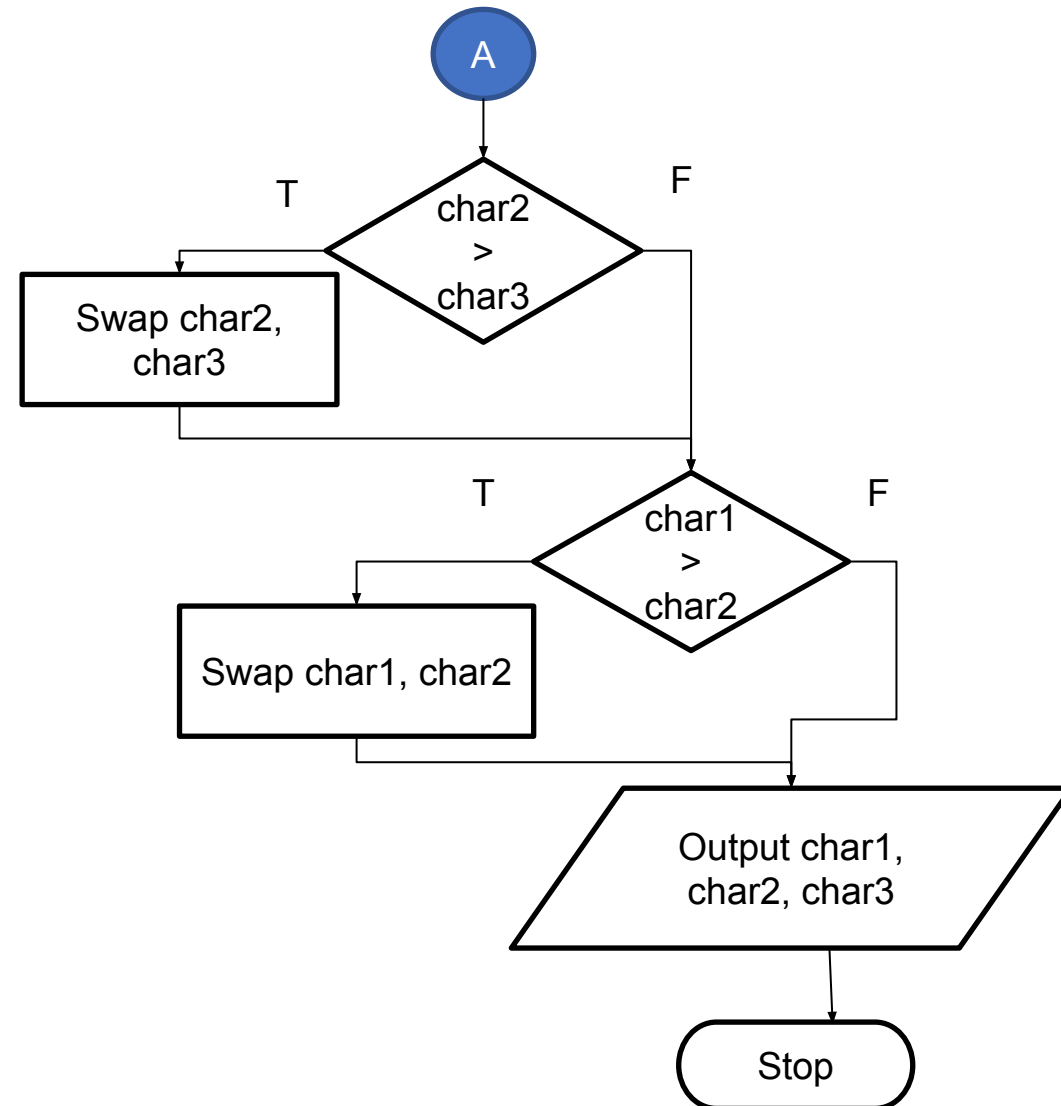 A
T
F
char2
>
char3
Swap char2,
char3
T
F
char1
>
char2
Swap char1, char2
Output char1,
char2, char3
Stop